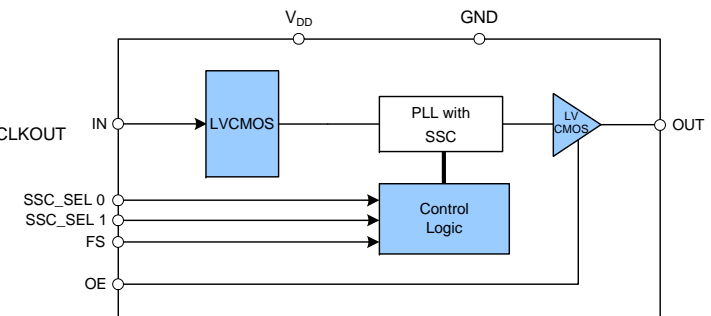 V_DD
GND
CLKOUT
IN
LVCMOS
PLL with
SSC
LV
CMOS
OUT
SSC_SEL 0
SSC_SEL 1
FS
Control
Logic
OE